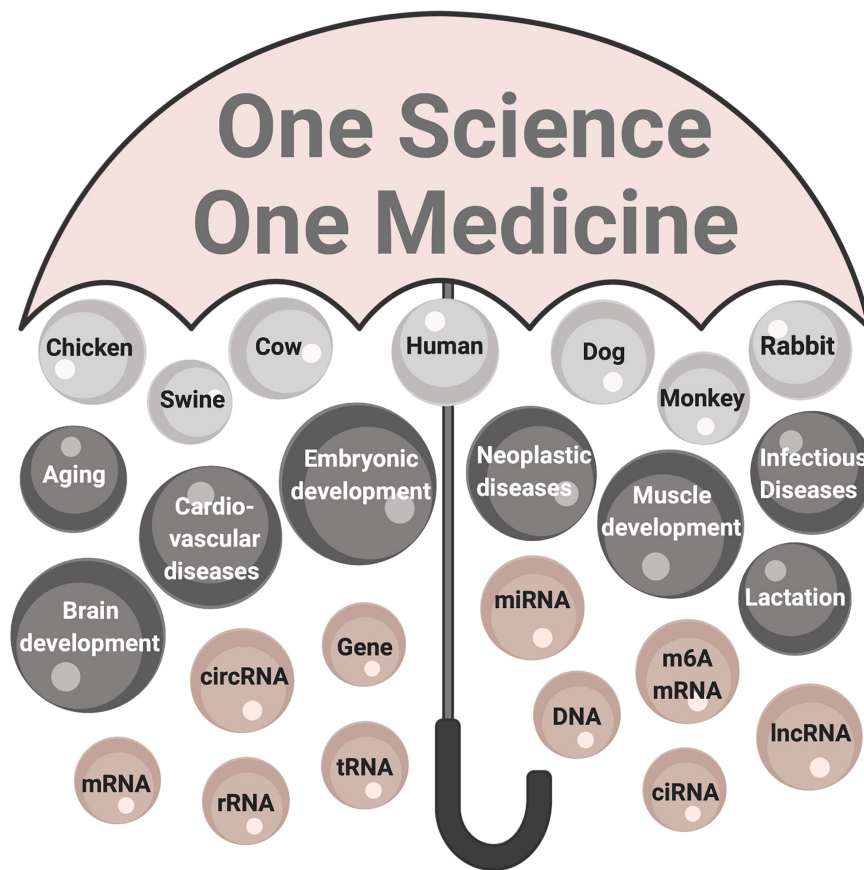 One Science
One Medicine
Chicken
Swine
Cow
Human
Dog
Monkey
Rabbit
Aging
Cardio-
vascular
diseases
Embryonic
development
Neoplastic
diseases
Muscle
development
Infectious
Diseases
Brain
development
Lactation
circRNA
Gene
miRNA
m6A
mRNA
DNA
lncRNA
mRNA
rRNA
tRNA
ciRNA